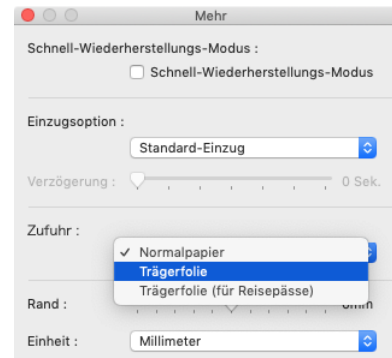 Mehr
Schnell-Wiederherstellungs-Modus :
Schnell-Wiederherstellungs-Modus
Einzugsoption :
Standard-Einzug
Verzögerung : 0 Sek.
Zufuhr :
✓ Normalpapier
Trägerfolie
Trägerfolie (für Reisepässe)
Rand : 0mm
Einheit : Millimeter